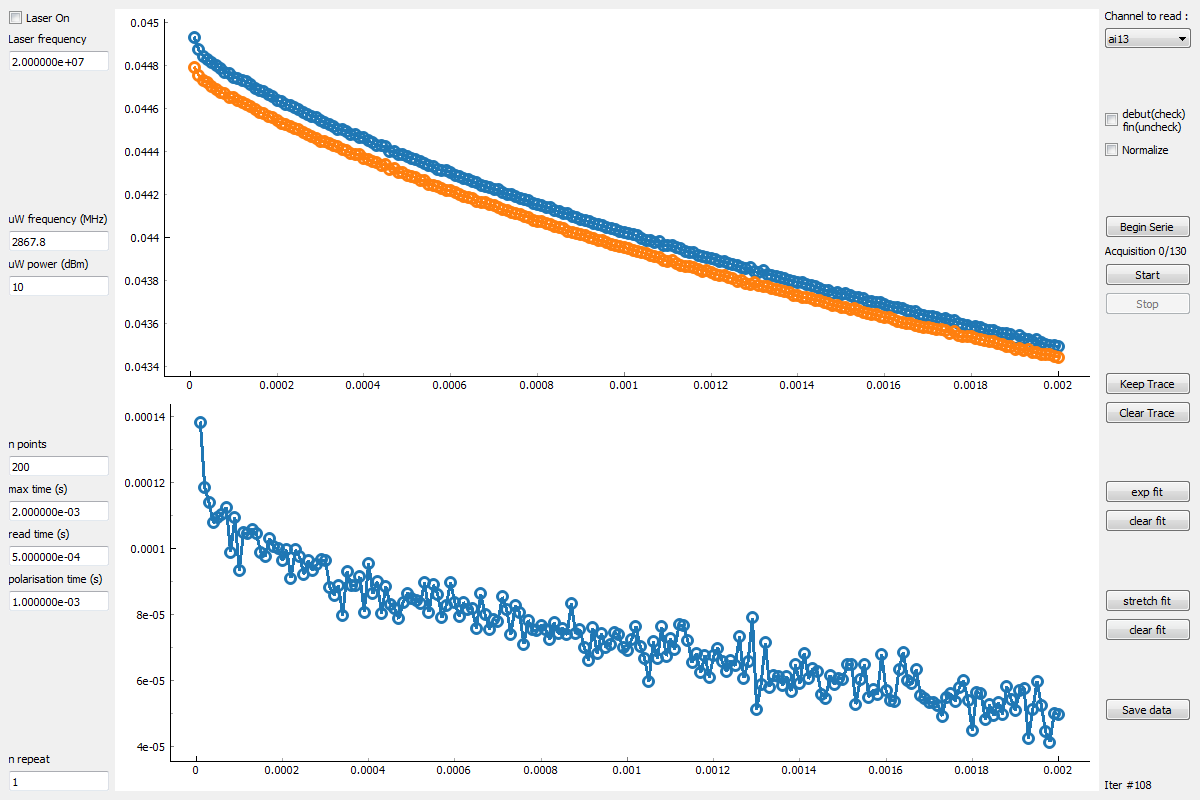 Laser On
Laser frequency
2.000000e+07
uW frequency (MHz)
2867.8
uW power (dBm)
10
n points
200
max time (s)
2.000000e-03
read time (s)
5.000000e-04
polarisation time (s)
1.000000e-03
n repeat
1
0.045
0.0448
0.0446
0.0444
0.0442
0.044
0.0438
0.0436
0.0434
0 0.0002 0.0004 0.0006 0.0008 0.001 0.0012 0.0014 0.0016 0.0018 0.002
0.00014
0.00012
0.0001
8e-05
6e-05
4e-05
0 0.0002 0.0004 0.0006 0.0008 0.001 0.0012 0.0014 0.0016 0.0018 0.002
Channel to read :
ai13
debut(check)
fin(uncheck)
Normalize
Begin Serie
Acquisition 0/130
Start
Stop
Keep Trace
Clear Trace
exp fit
clear fit
stretch fit
clear fit
Save data
Iter #108